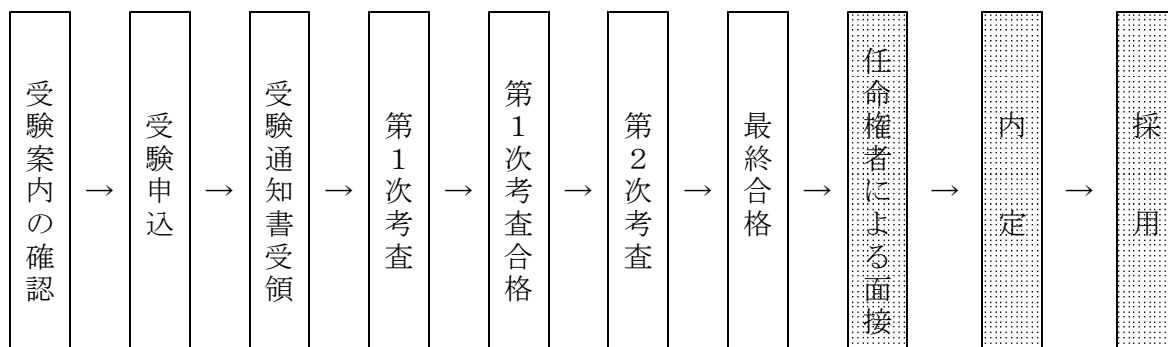 受験案内の確認
→
受験申込
→
受験通知書受領
→
第1次考査
→
第1次考査合格
→
第2次考査
→
最終合格
→
任命権者による面接
→
内定
→
採用